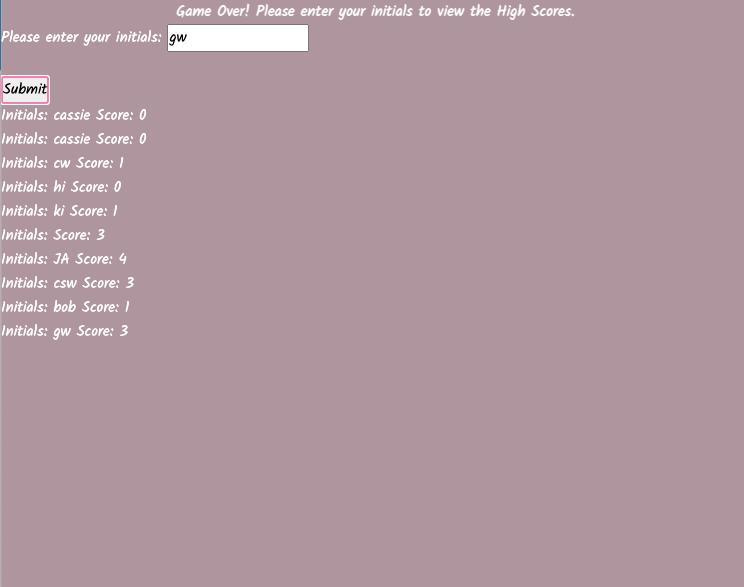 Game Over! Please enter your initials to view the High Scores.
Please enter your initials: gw
Submit
Initials: cassie Score: 0
Initials: cassie Score: 0
Initials: cw Score: 1
Initials: hi Score: 0
Initials: ki Score: 1
Initials: Score: 3
Initials: JA Score: 4
Initials: csw Score: 3
Initials: bob Score: 1
Initials: gw Score: 3